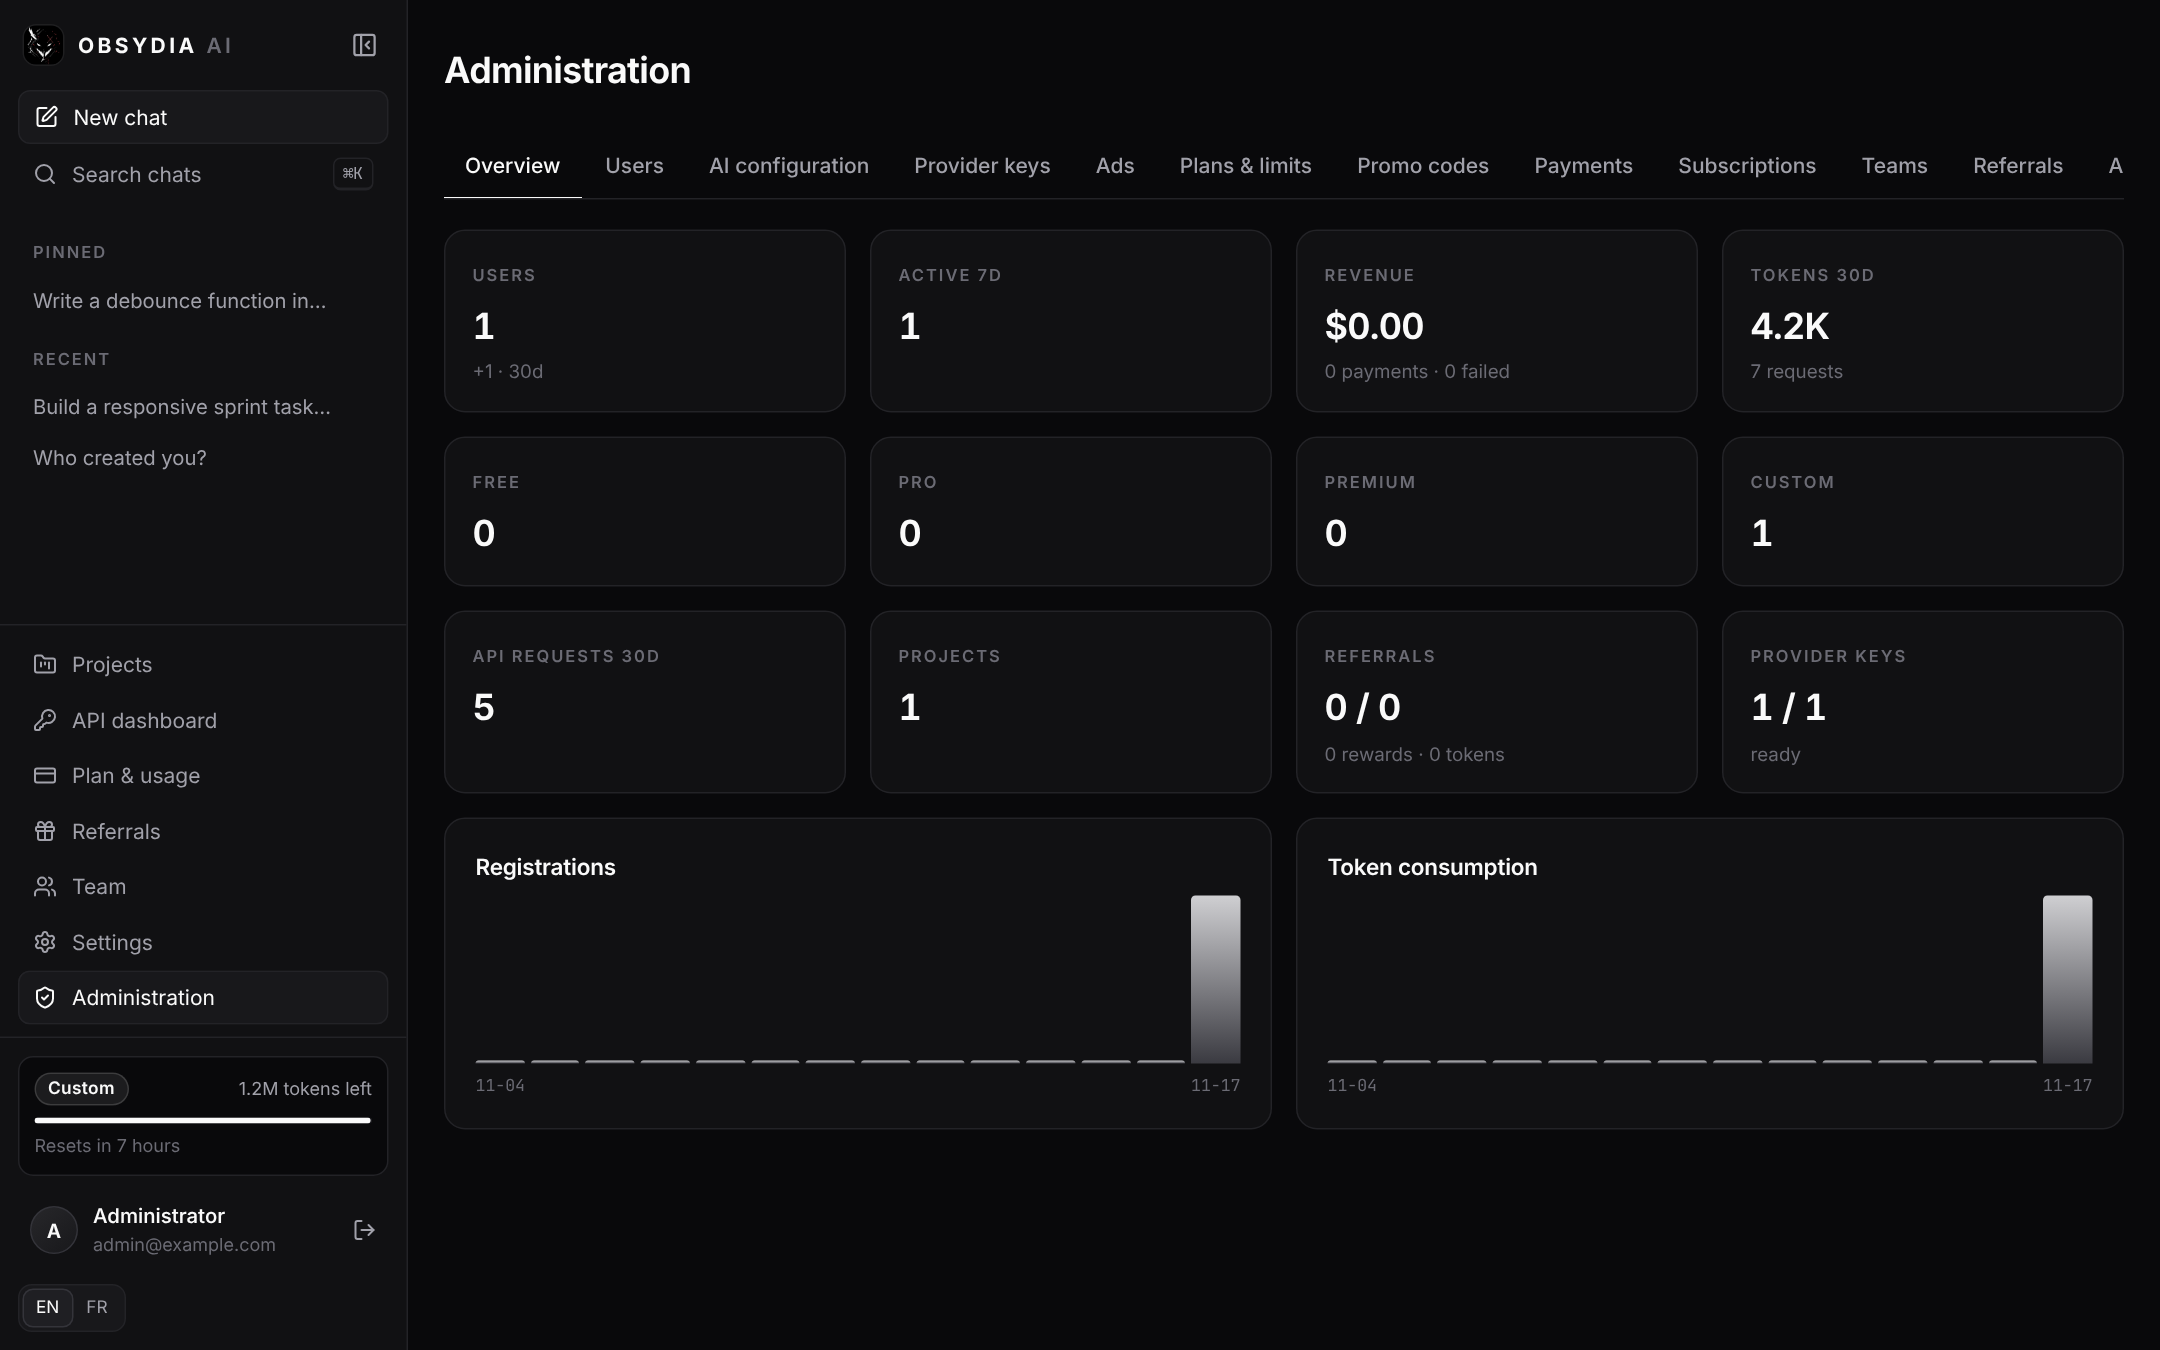 OBSYDIA AI
New chat
Search chats
⌘K
PINNED
Write a debounce function in...
RECENT
Build a responsive sprint task...
Who created you?
Projects
API dashboard
Plan & usage
Referrals
Team
Settings
Administration
Custom
1.2M tokens left
Resets in 7 hours
A
Administrator
admin@example.com
EN
FR
Administration
Overview
Users
AI configuration
Provider keys
Ads
Plans & limits
Promo codes
Payments
Subscriptions
Teams
Referrals
A
USERS
1
+1 · 30d
ACTIVE 7D
1
REVENUE
$0.00
0 payments · 0 failed
TOKENS 30D
4.2K
7 requests
FREE
0
PRO
0
PREMIUM
0
CUSTOM
1
API REQUESTS 30D
5
PROJECTS
1
REFERRALS
0 / 0
0 rewards · 0 tokens
PROVIDER KEYS
1 / 1
ready
Registrations
11-04
11-17
Token consumption
11-04
11-17